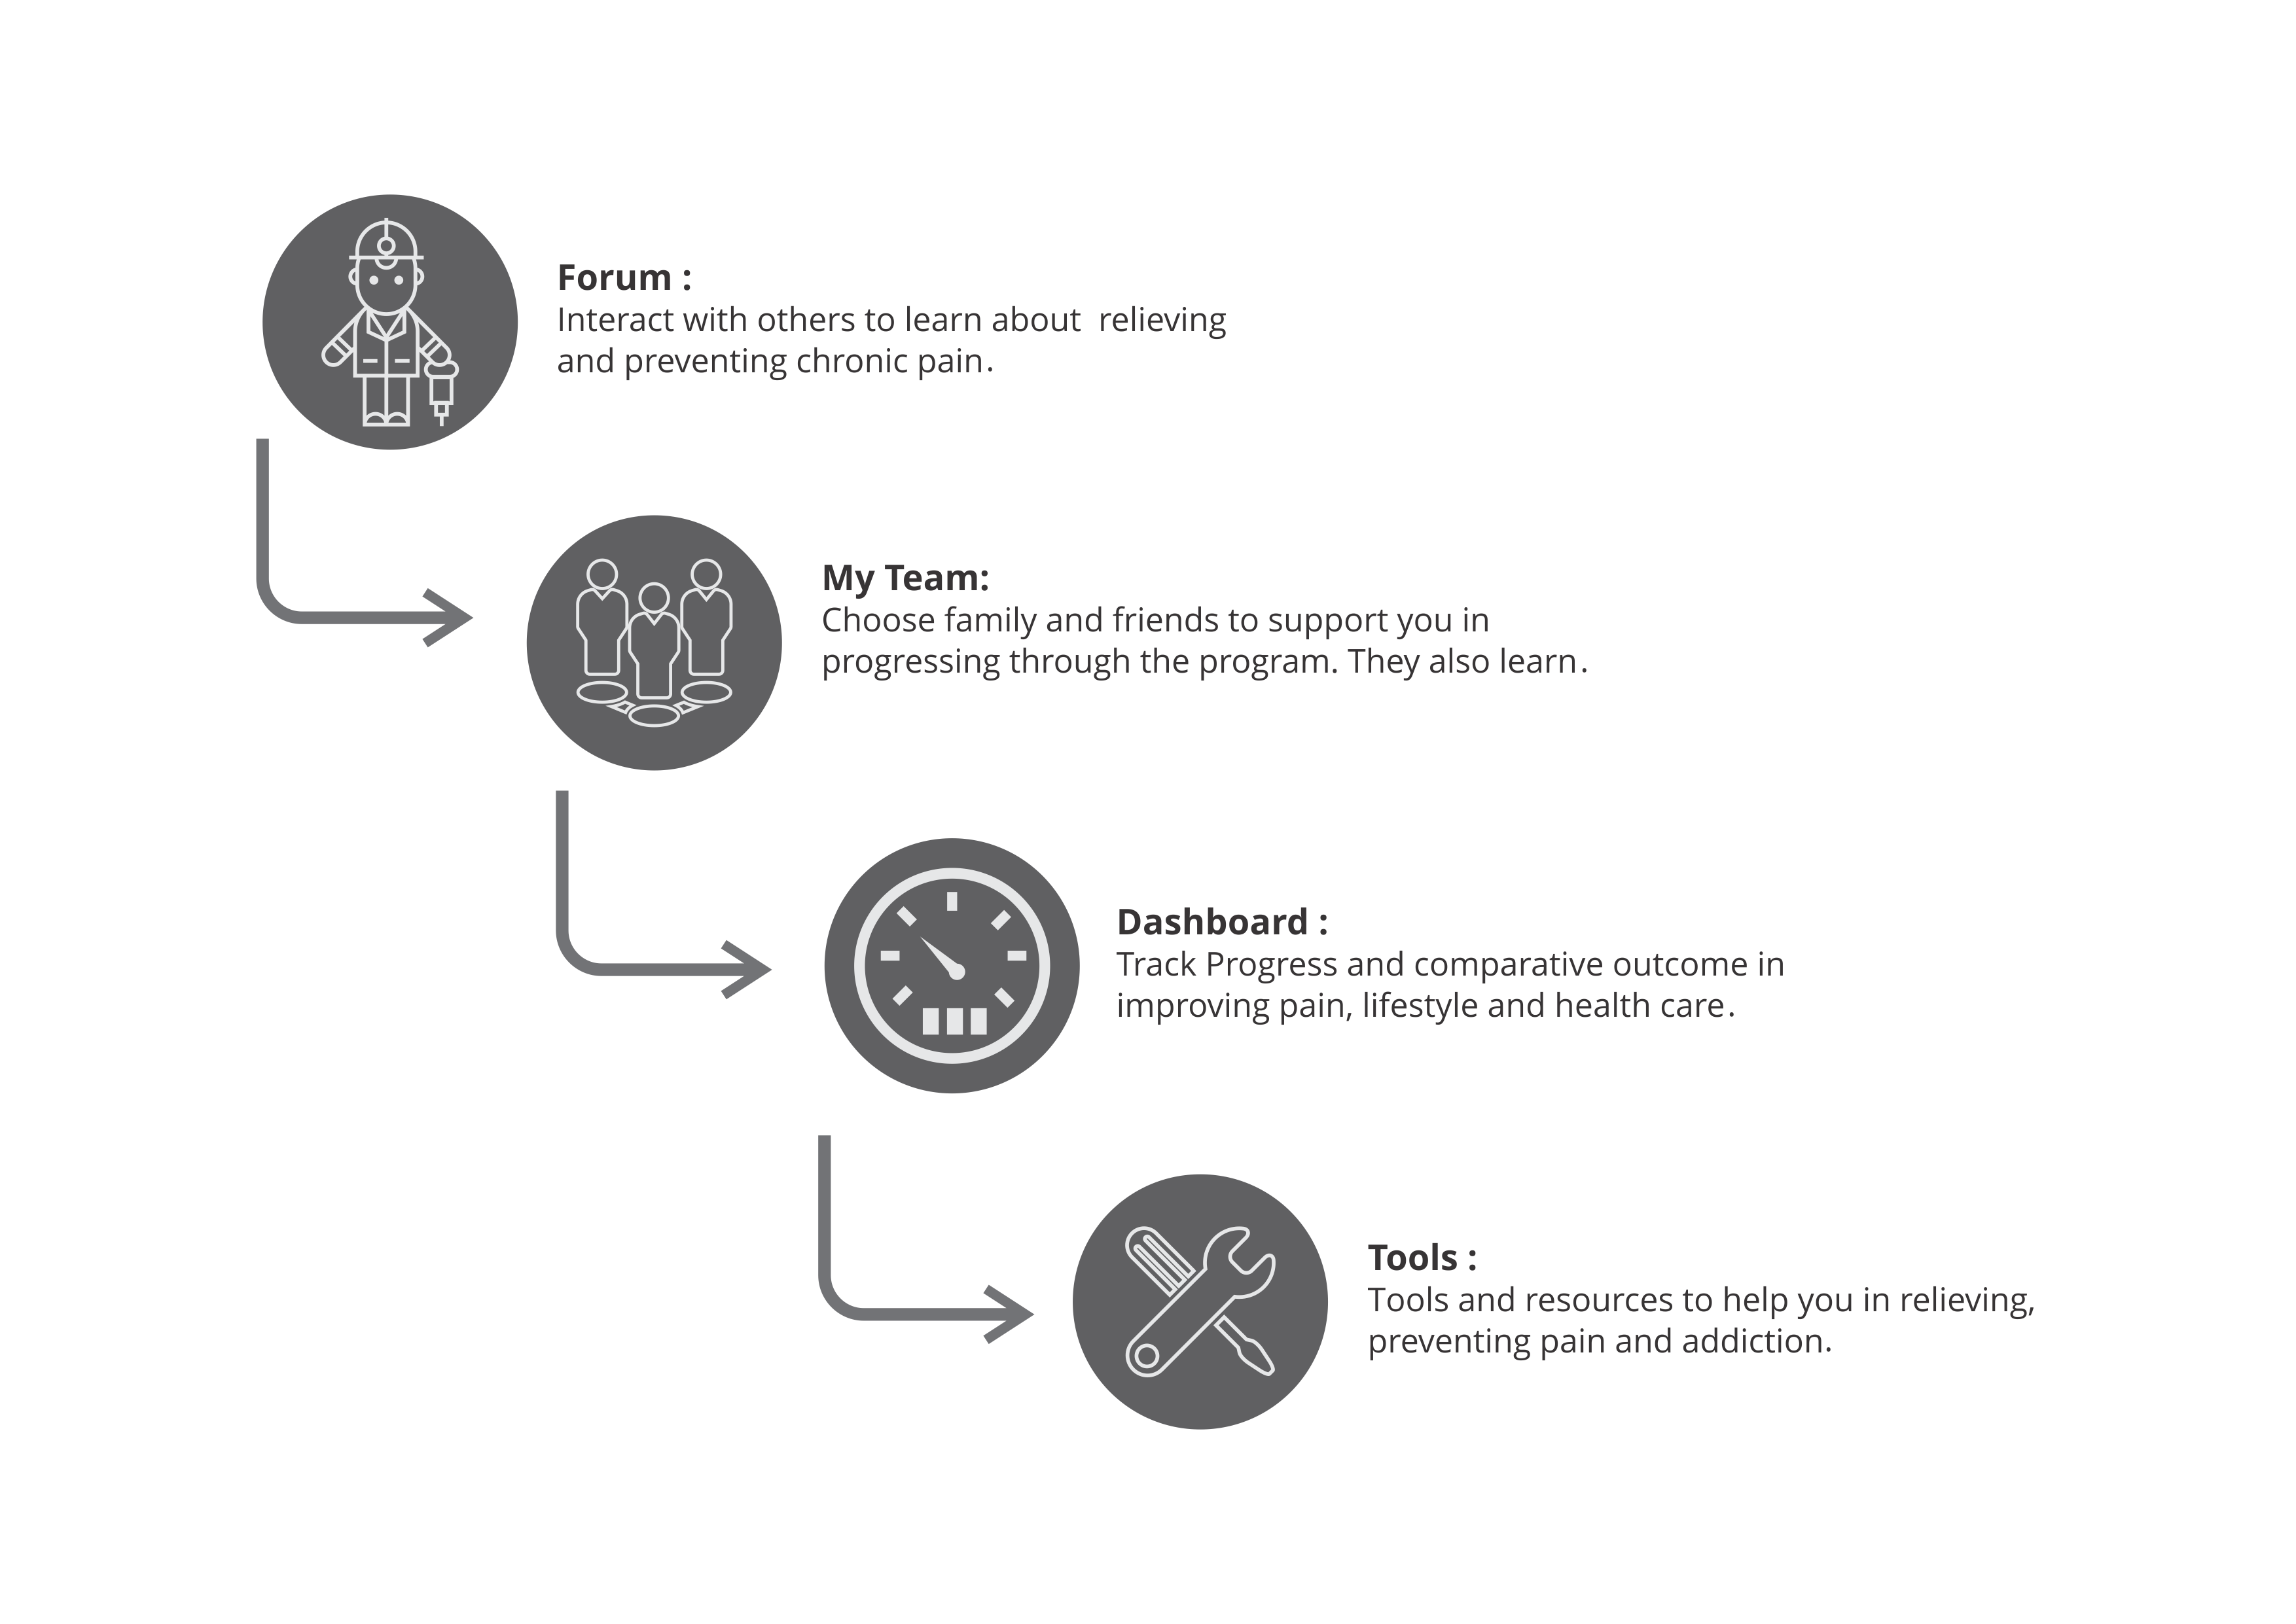 Forum :
Interact with others to learn about  relieving
and preventing chronic pain.
My Team:
Choose family and friends to support you in
progressing through the program. They also learn.
Dashboard :
Track Progress and comparative outcome in
improving pain, lifestyle and health care.
Tools :
Tools and resources to help you in relieving,
preventing pain and addiction.